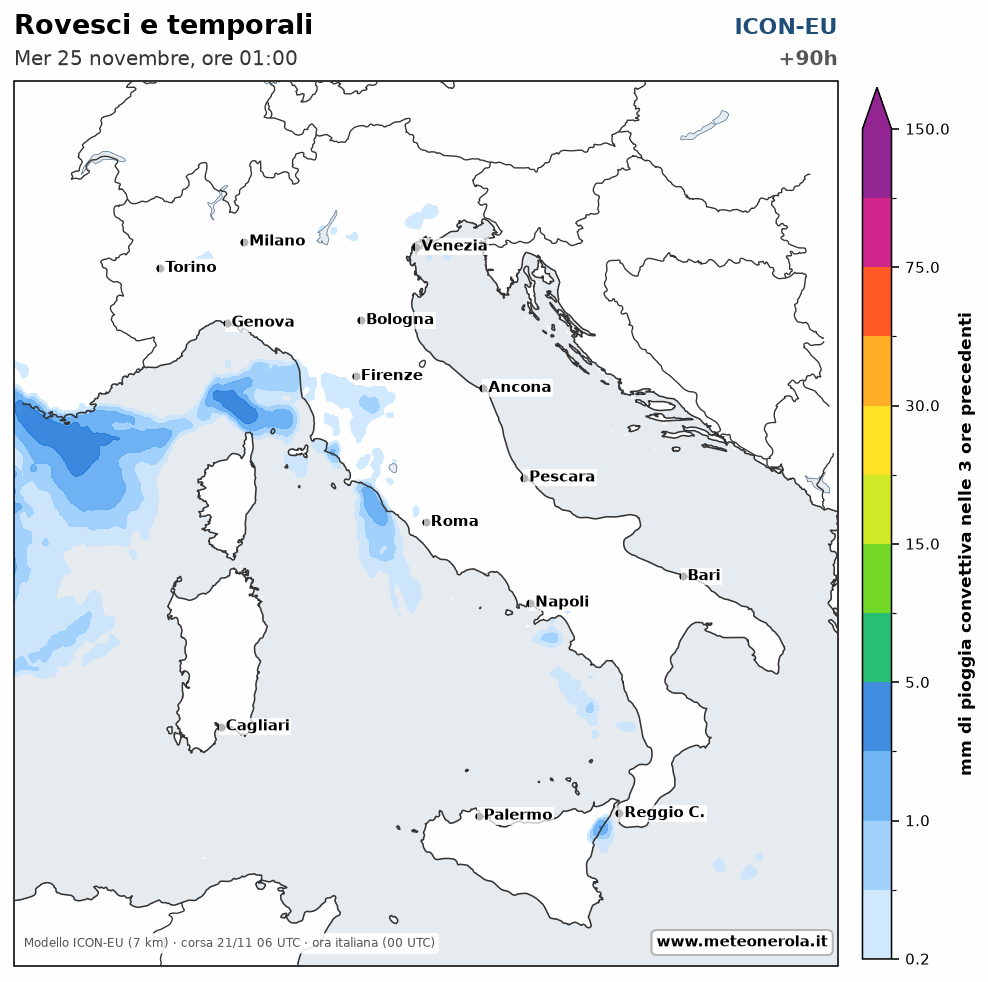 Rovesci e temporali
ICON-EU
Mer 25 novembre, ore 01:00
+90h
150.0
75.0
30.0
15.0
5.0
1.0
0.2
mm di pioggia convettiva nelle 3 ore precedenti
Milano
Venezia
Torino
Genova
Bologna
Firenze
Ancona
Pescara
Roma
Bari
Napoli
Cagliari
Palermo
Reggio C.
Modello ICON-EU (7 km) · corsa 21/11 06 UTC · ora italiana (00 UTC)
www.meteonerola.it